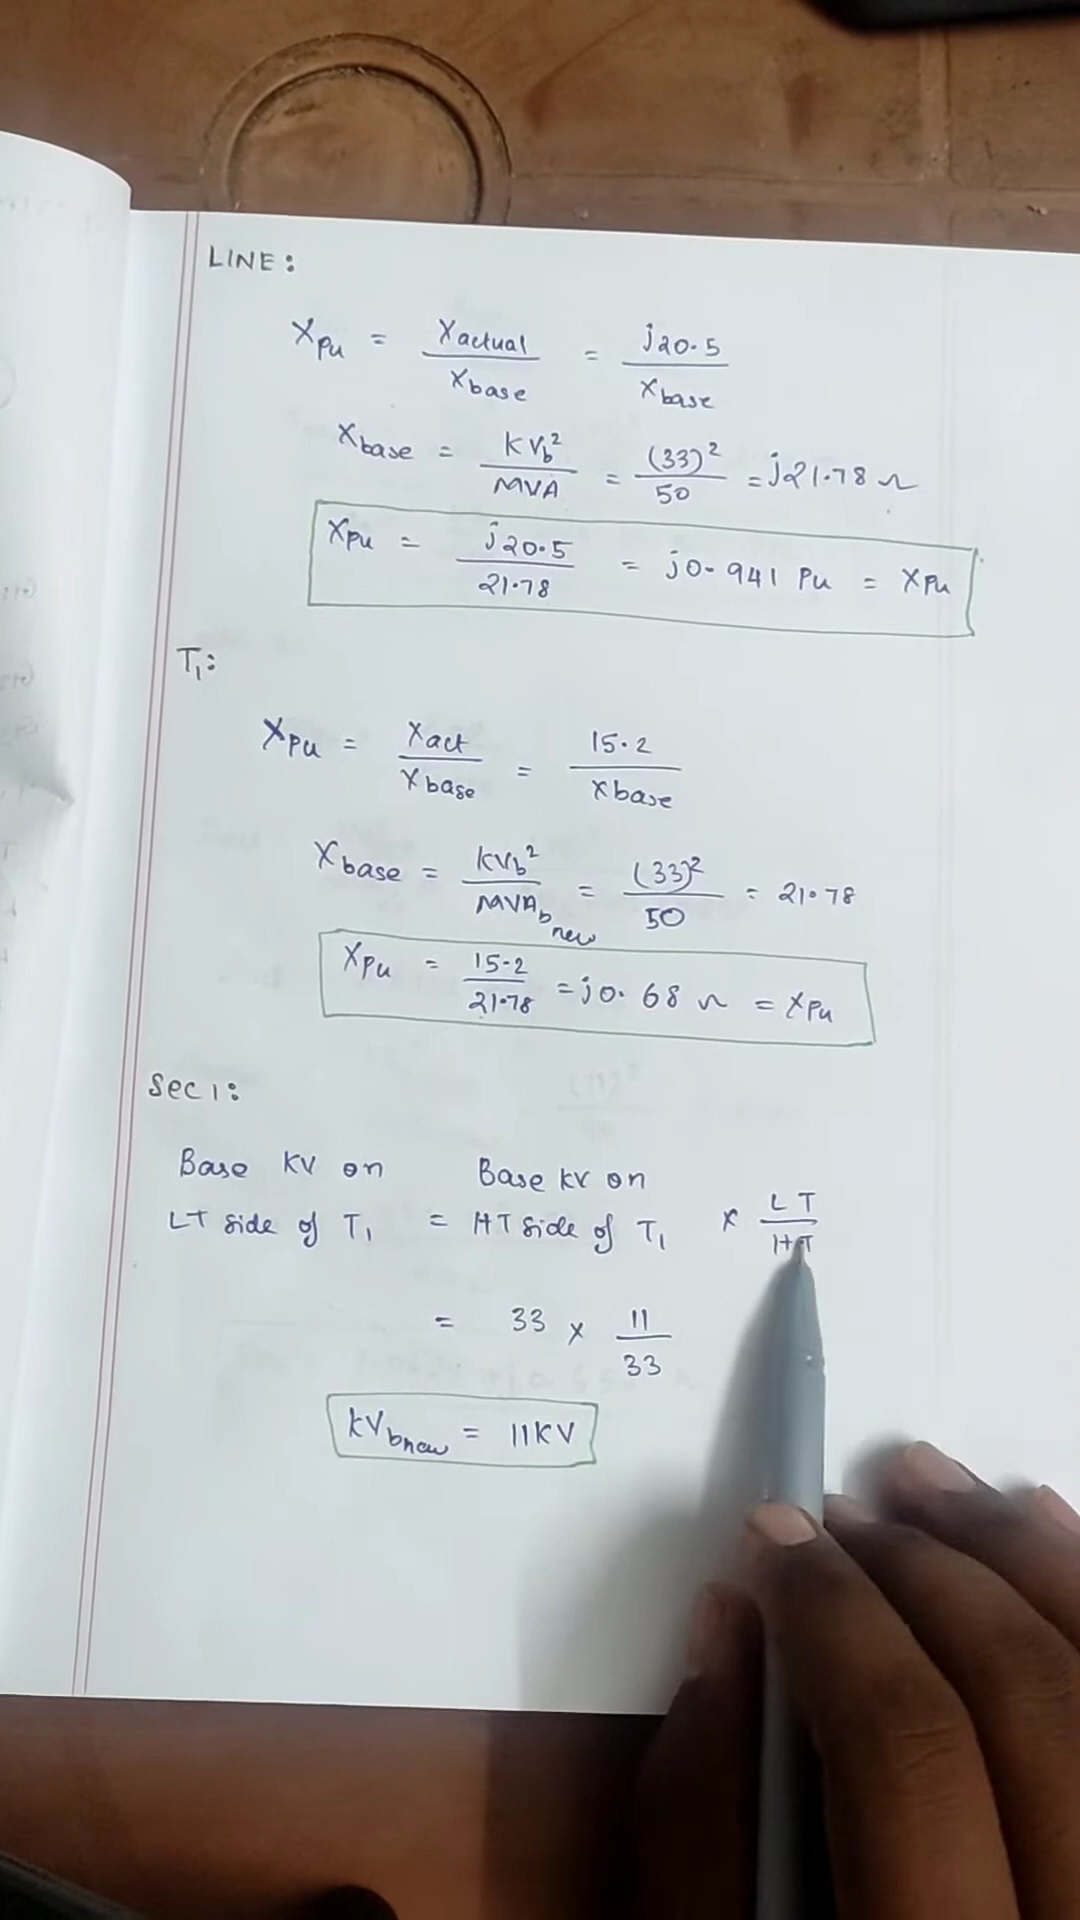 LINE:
Xpu = Xactual / Xbase = j20.5 / Xbase
Xbase = KVb² / MVA = (33)² / 50 = j21.78 Ω
Xpu = j20.5 / 21.78 = j0.941 Pu = Xpu
T₁:
Xpu = Xact / Xbase = 15.2 / Xbase
Xbase = KVb² / MVAb new = (33)² / 50 = 21.78
Xpu = 15.2 / 21.78 = j0.68 Ω = Xpu
Sec 1:
Base KV on Base KV on
LT side of T₁ = HT side of T₁ × LT / HT
= 33 × 11 / 33
KVbnew = 11KV